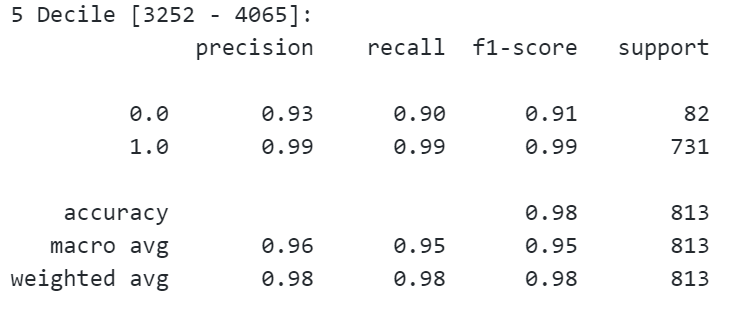 5 Decile [3252 - 4065]:
precision recall f1-score support
0.0 0.93 0.90 0.91 82
1.0 0.99 0.99 0.99 731
accuracy 0.98 813
macro avg 0.96 0.95 0.95 813
weighted avg 0.98 0.98 0.98 813